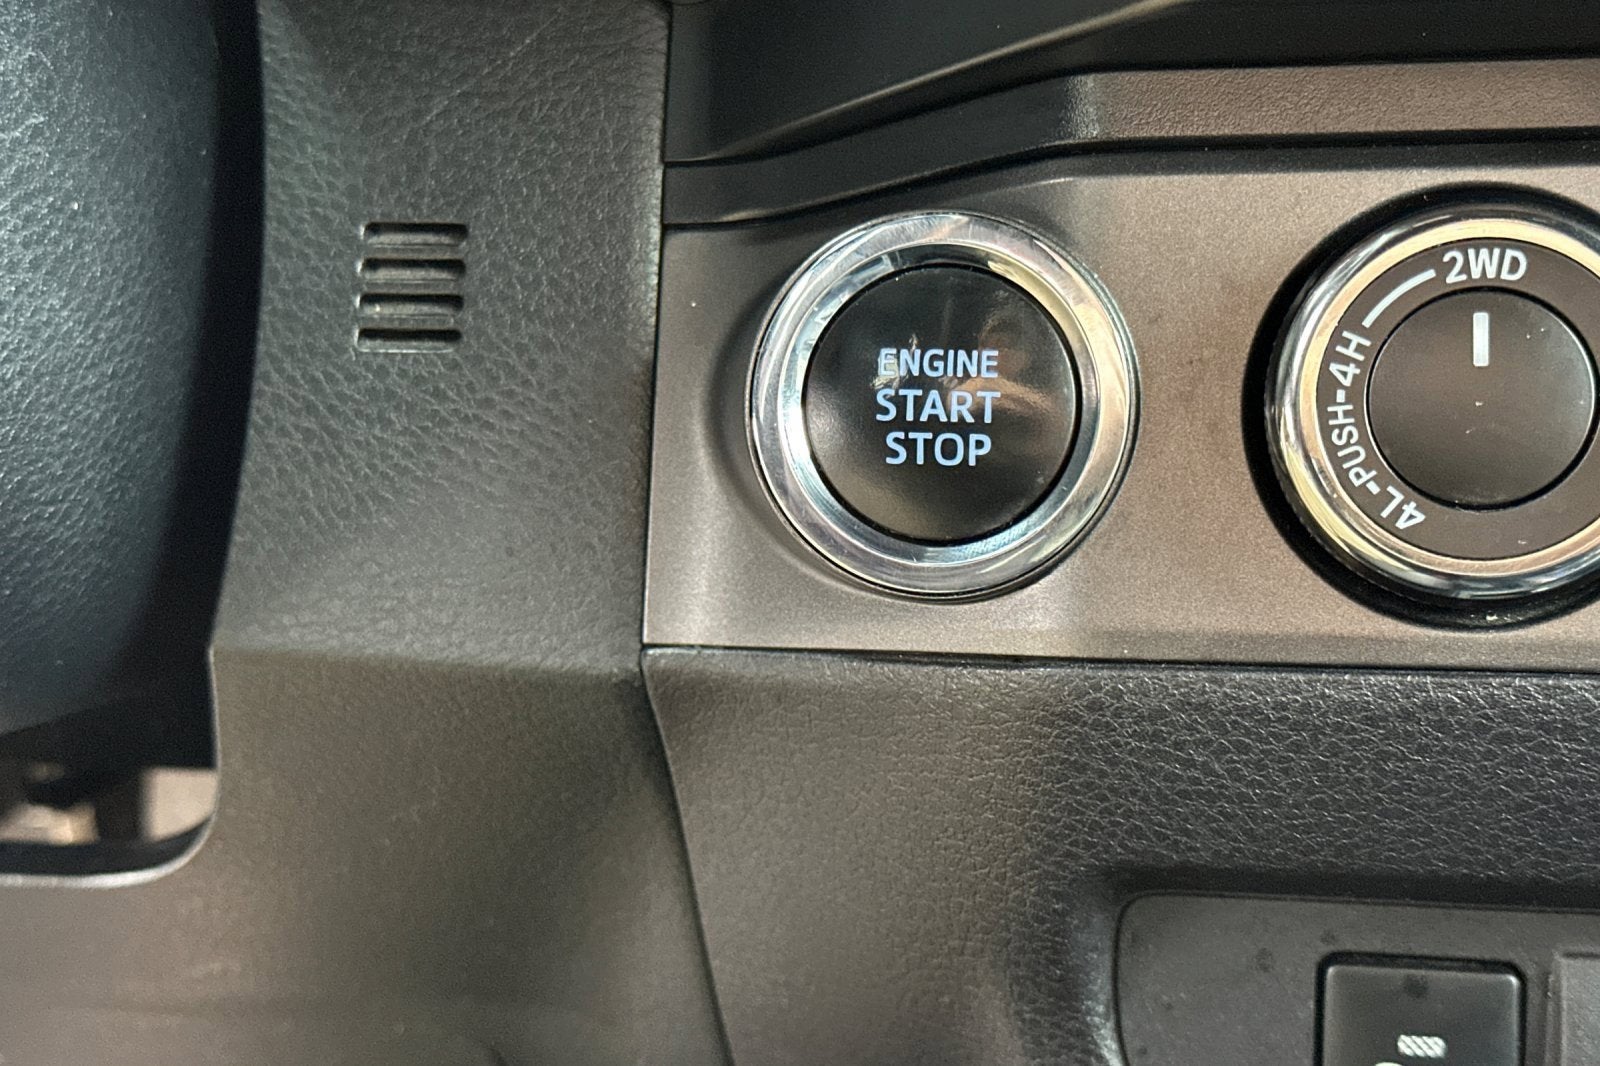 ENGINE
START
STOP
2WD
4L-PUSH-4H